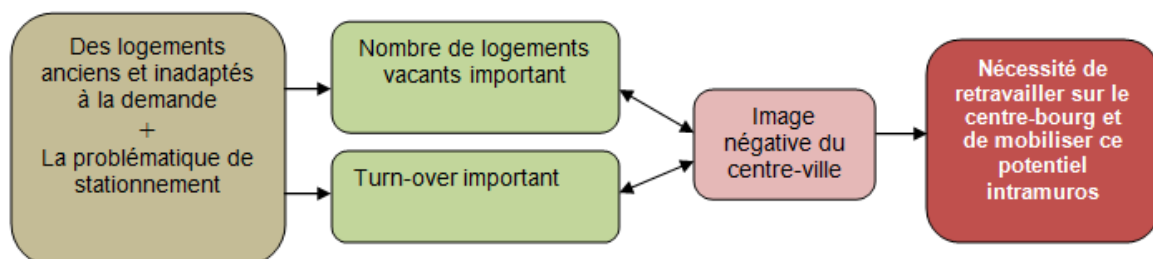 Des logements
anciens et inadaptés
à la demande
+
La problématique de
stationnement
Nombre de logements
vacants important
Turn-over important
Image
négative du
centre-ville
Nécessité de
retravailler sur le
centre-bourg et
de mobiliser ce
potentiel
intramuros